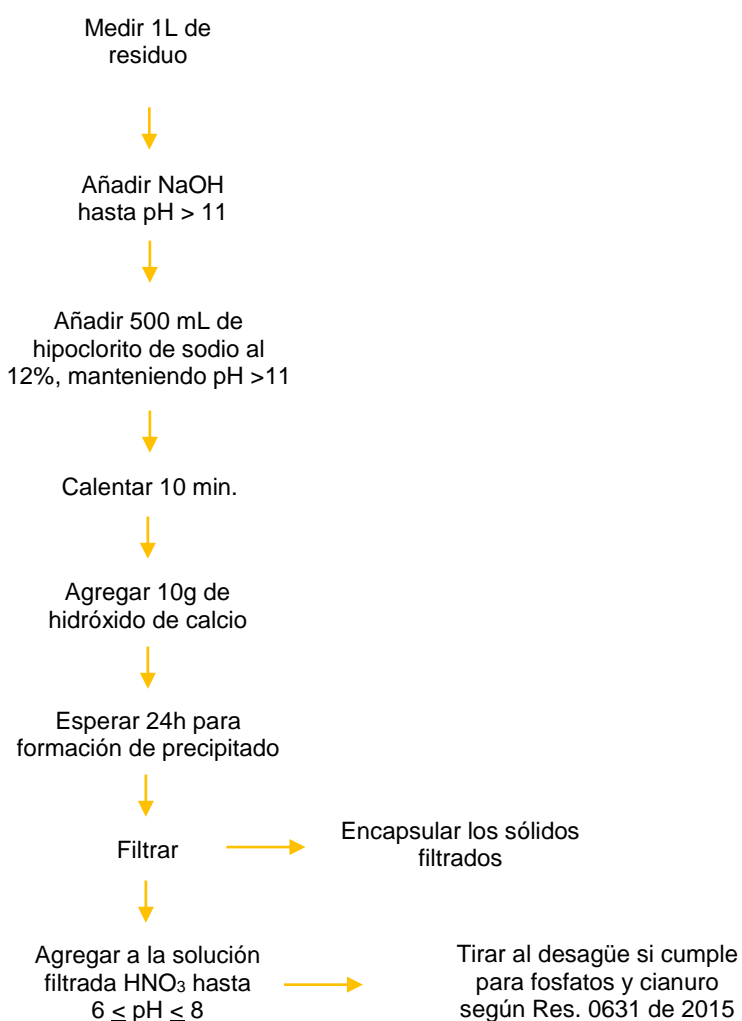 Medir 1L de
residuo
Añadir NaOH
hasta pH > 11
Añadir 500 mL de
hipoclorito de sodio al
12%, manteniendo pH >11
Calentar 10 min.
Agregar 10g de
hidróxido de calcio
Esperar 24h para
formación de precipitado
Filtrar
Encapsular los sólidos
filtrados
Agregar a la solución
filtrada HNO₃ hasta
6 ≤ pH ≤ 8
Tirar al desagüe si cumple
para fosfatos y cianuro
según Res. 0631 de 2015